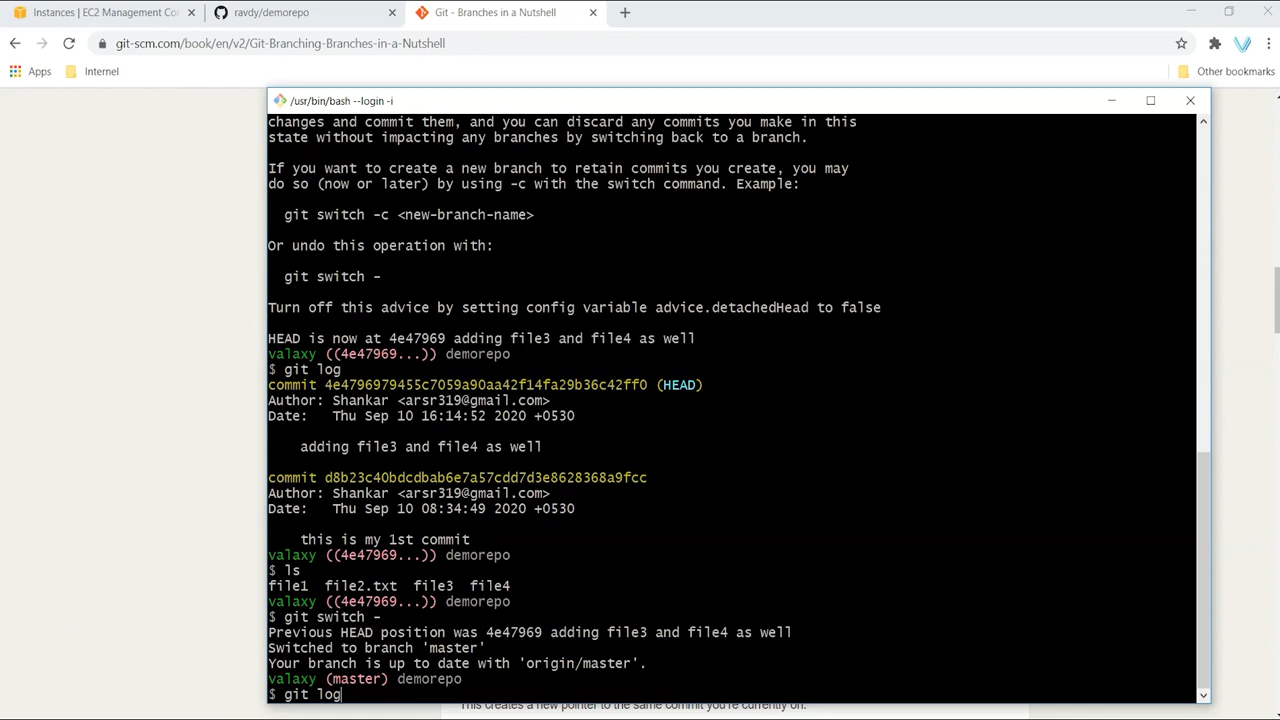 Instances | EC2 Management Con
ravdy/demorepo
Git - Branches in a Nutshell
git-scm.com/book/en/v2/Git-Branching-Branches-in-a-Nutshell
Apps
Internet
Other bookmarks
/usr/bin/bash --login -i
changes and commit them, and you can discard any commits you make in this
state without impacting any branches by switching back to a branch.
If you want to create a new branch to retain commits you create, you may
do so (now or later) by using -c with the switch command. Example:
git switch -c <new-branch-name>
Or undo this operation with:
git switch -
Turn off this advice by setting config variable advice.detachedHead to false
HEAD is now at 4e47969 adding file3 and file4 as well
valaxy ((4e47969...)) demorepo
$ git log
commit 4e4796979455c7059a90aa42f14fa29b36c42ff0 (HEAD)
Author: Shankar <arsr319@gmail.com>
Date:   Thu Sep 10 16:14:52 2020 +0530
adding file3 and file4 as well
commit d8b23c40bdcdbab6e7a57cdd7d3e8628368a9fcc
Author: Shankar <arsr319@gmail.com>
Date:   Thu Sep 10 08:34:49 2020 +0530
this is my 1st commit
valaxy ((4e47969...)) demorepo
$ ls
file1  file2.txt  file3  file4
valaxy ((4e47969...)) demorepo
$ git switch -
Previous HEAD position was 4e47969 adding file3 and file4 as well
Switched to branch 'master'
Your branch is up to date with 'origin/master'.
valaxy (master) demorepo
$ git log
This creates a new pointer to the same commit you're currently on.